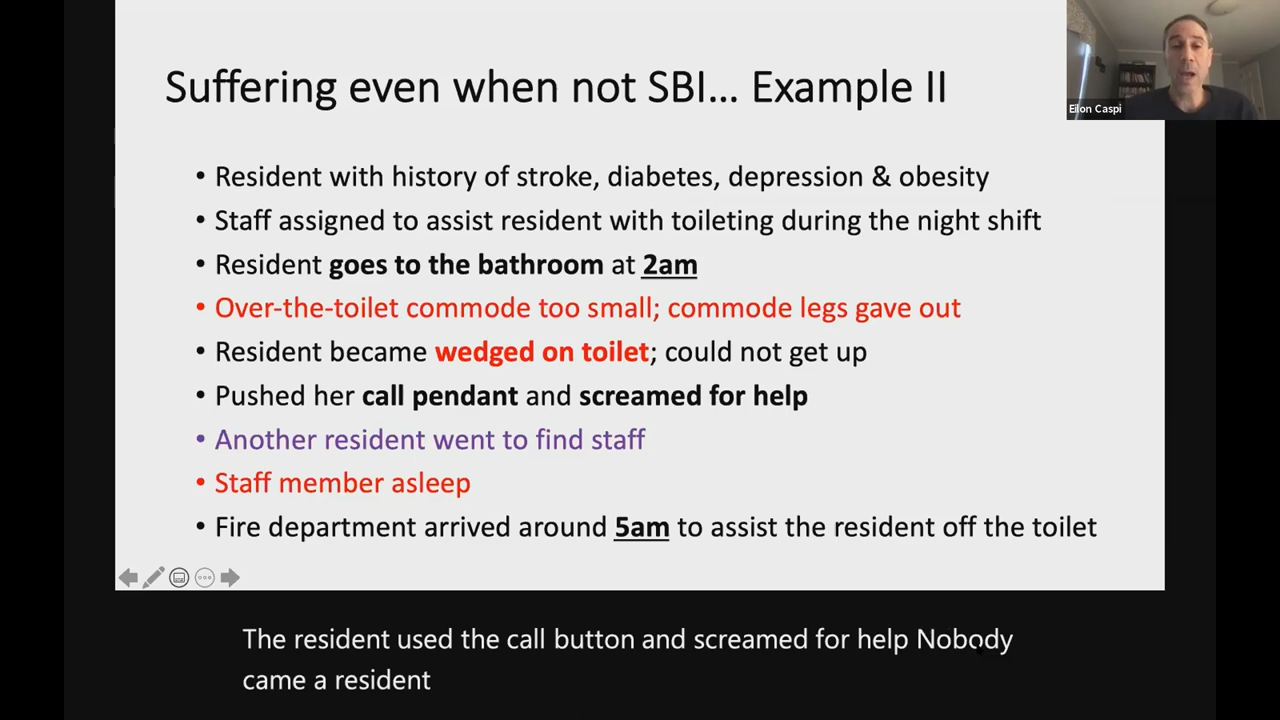 Suffering even when not SBI... Example II
Eilon Caspi
• Resident with history of stroke, diabetes, depression & obesity
• Staff assigned to assist resident with toileting during the night shift
• Resident goes to the bathroom at 2am
• Over-the-toilet commode too small; commode legs gave out
• Resident became wedged on toilet; could not get up
• Pushed her call pendant and screamed for help
• Another resident went to find staff
• Staff member asleep
• Fire department arrived around 5am to assist the resident off the toilet
The resident used the call button and screamed for help Nobody
came a resident